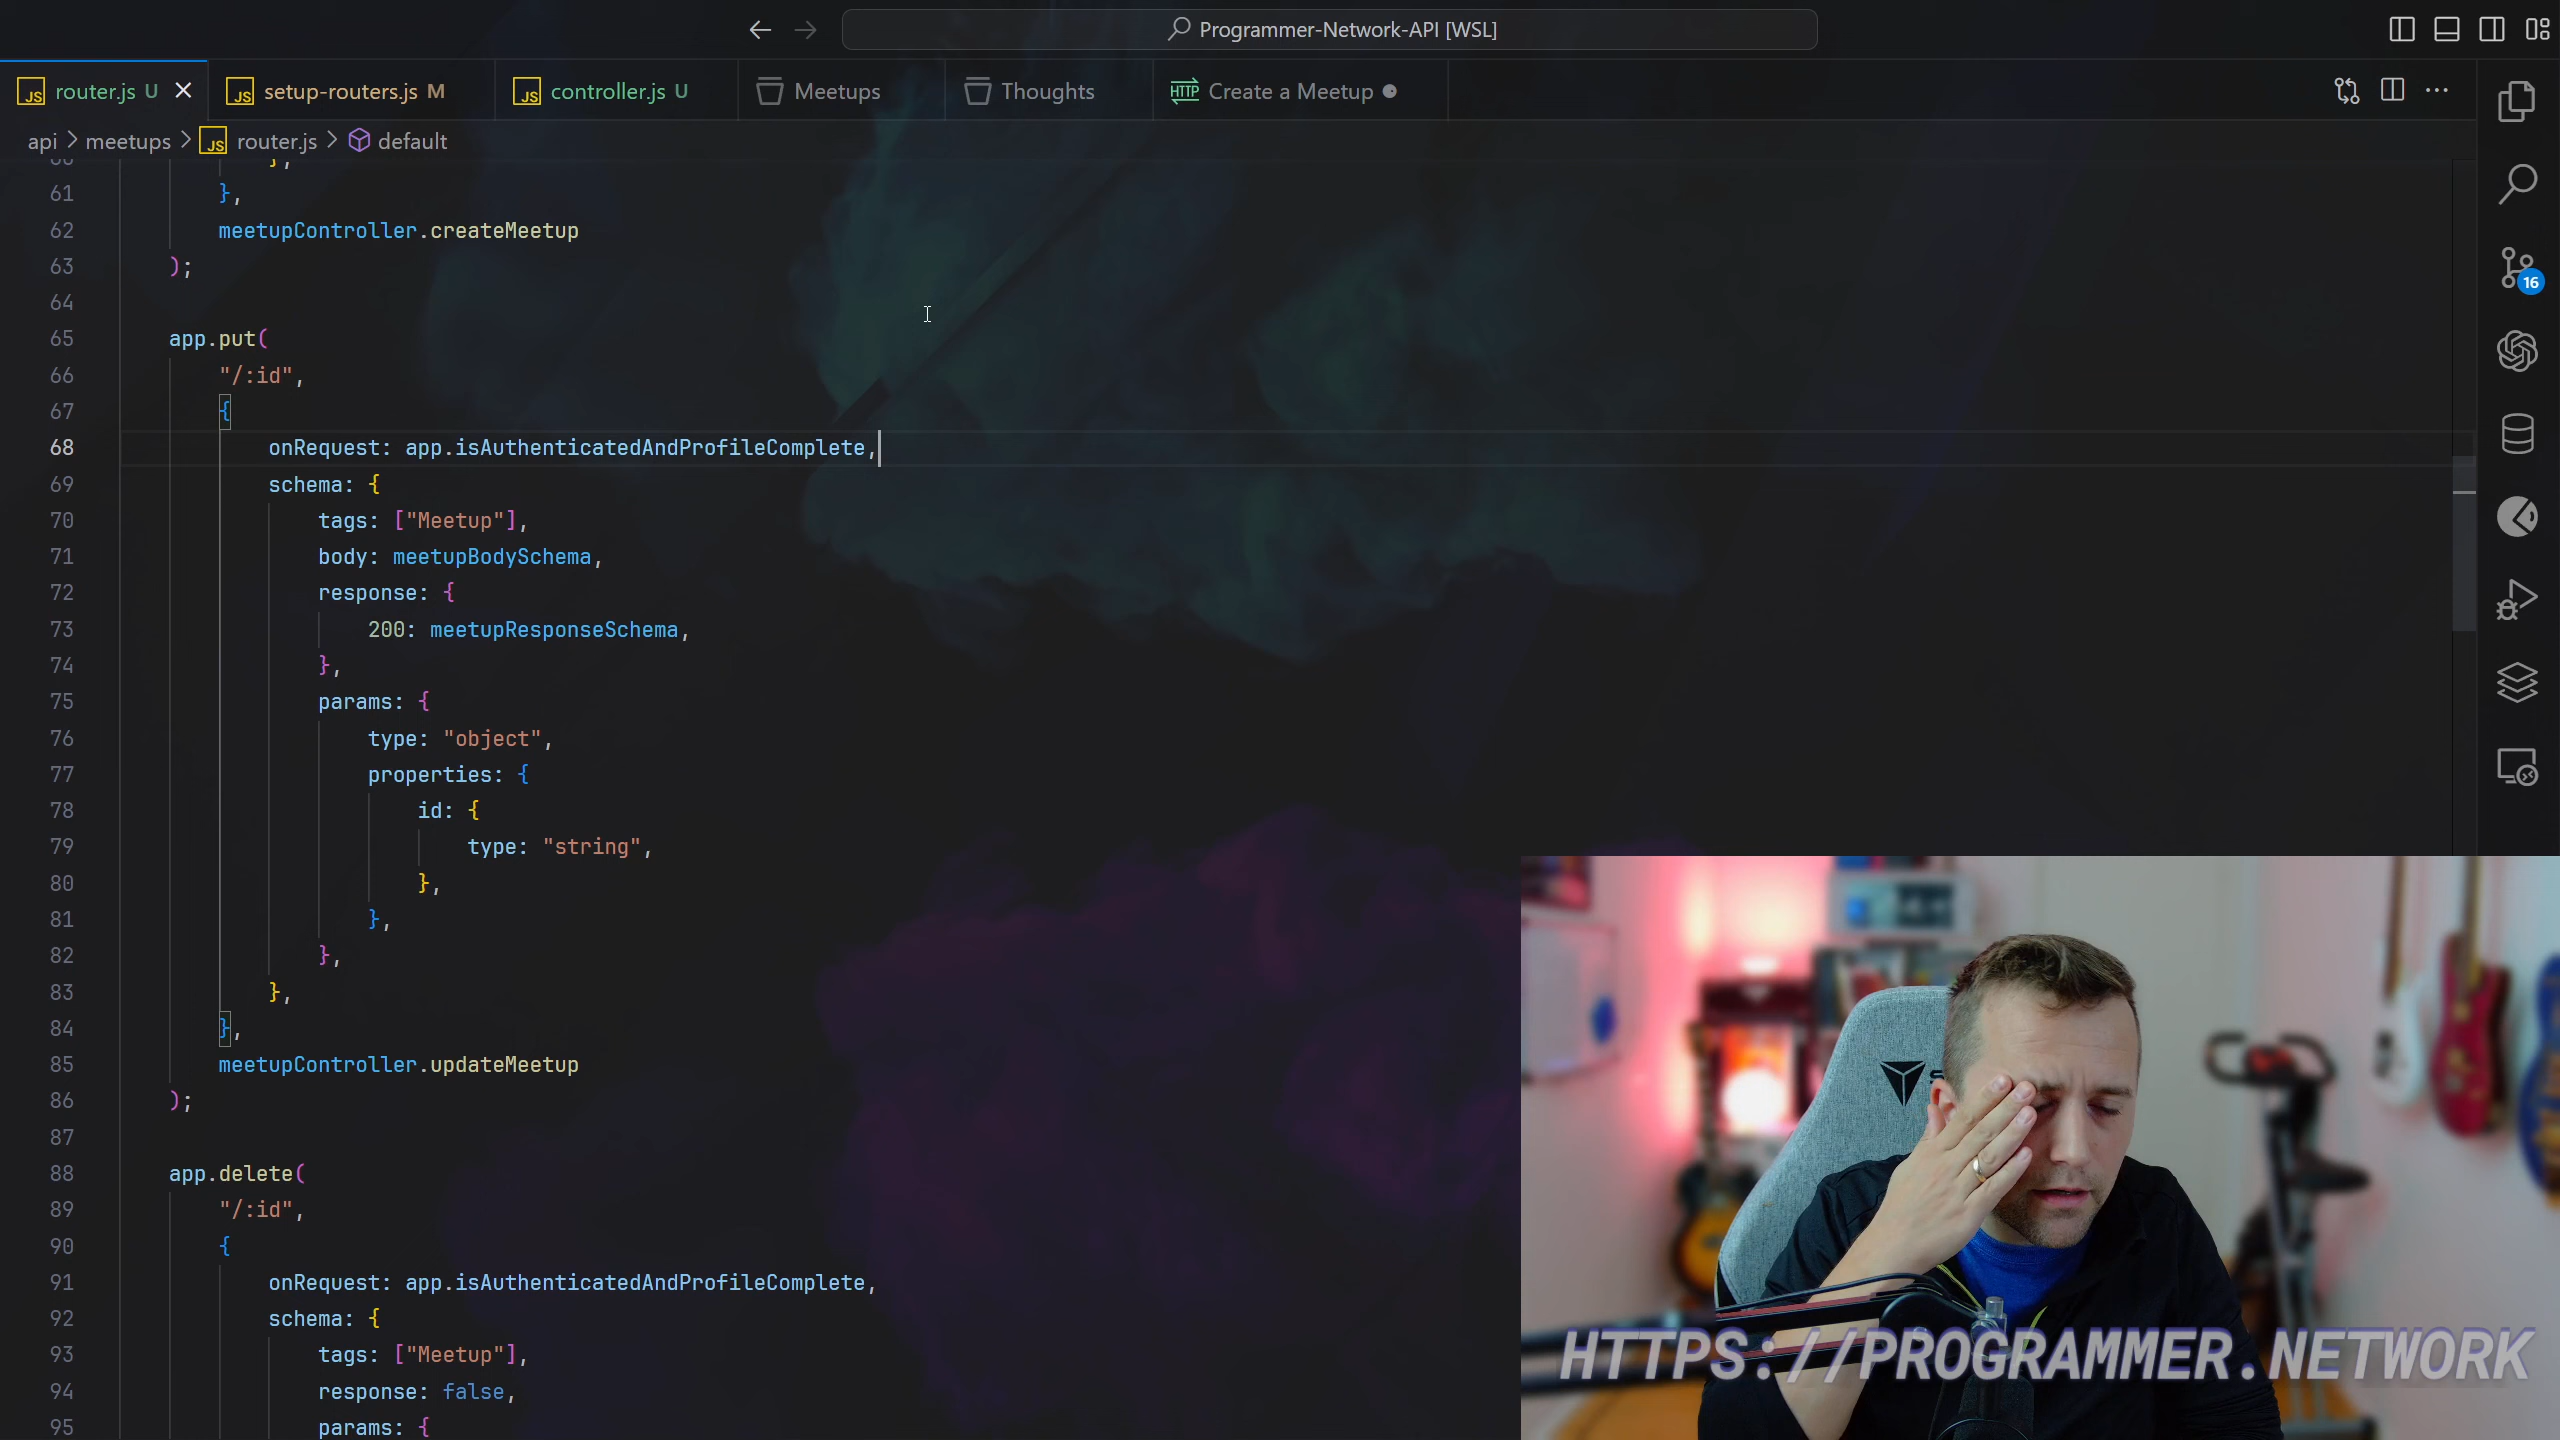 Programmer-Network-API [WSL]
JS router.js U
JS setup-routers.js M
JS controller.js U
Meetups
Thoughts
HTTP Create a Meetup
api > meetups > JS router.js > default
},
61 },
62 meetupController.createMeetup
63 );
64
65 app.put(
66 "/:id",
67 {
68 onRequest: app.isAuthenticatedAndProfileComplete,
69 schema: {
70 tags: ["Meetup"],
71 body: meetupBodySchema,
72 response: {
73 200: meetupResponseSchema,
74 },
75 params: {
76 type: "object",
77 properties: {
78 id: {
79 type: "string",
80 },
81 },
82 },
83 },
84 },
85 meetupController.updateMeetup
86 );
87
88 app.delete(
89 "/:id",
90 {
91 onRequest: app.isAuthenticatedAndProfileComplete,
92 schema: {
93 tags: ["Meetup"],
94 response: false,
95 params: {
16
HTTPS://PROGRAMMER.NETWORK